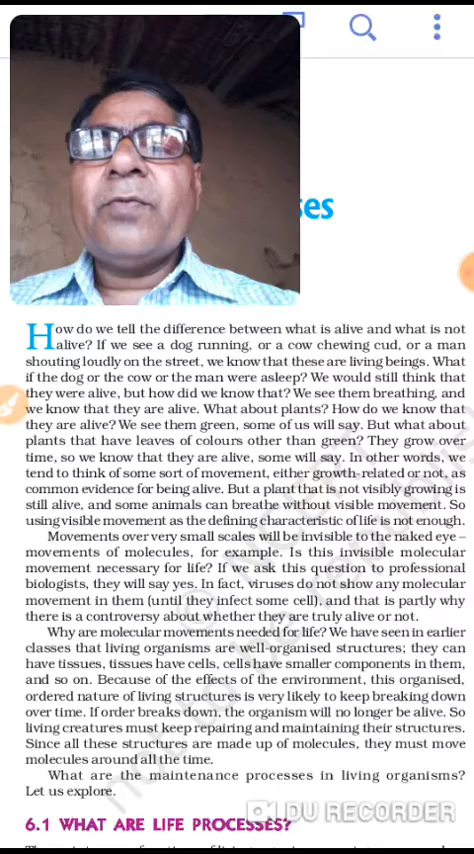 ses
How do we tell the difference between what is alive and what is not
alive? If we see a dog running, or a cow chewing cud, or a man
shouting loudly on the street, we know that these are living beings. What
if the dog or the cow or the man were asleep? We would still think that
they were alive, but how did we know that? We see them breathing, and
we know that they are alive. What about plants? How do we know that
they are alive? We see them green, some of us will say. But what about
plants that have leaves of colours other than green? They grow over
time, so we know that they are alive, some will say. In other words, we
tend to think of some sort of movement, either growth-related or not, as
common evidence for being alive. But a plant that is not visibly growing is
still alive, and some animals can breathe without visible movement. So
using visible movement as the defining characteristic of life is not enough.
Movements over very small scales will be invisible to the naked eye –
movements of molecules, for example. Is this invisible molecular
movement necessary for life? If we ask this question to professional
biologists, they will say yes. In fact, viruses do not show any molecular
movement in them (until they infect some cell), and that is partly why
there is a controversy about whether they are truly alive or not.
Why are molecular movements needed for life? We have seen in earlier
classes that living organisms are well-organised structures; they can
have tissues, tissues have cells, cells have smaller components in them,
and so on. Because of the effects of the environment, this organised,
ordered nature of living structures is very likely to keep breaking down
over time. If order breaks down, the organism will no longer be alive. So
living creatures must keep repairing and maintaining their structures.
Since all these structures are made up of molecules, they must move
molecules around all the time.
What are the maintenance processes in living organisms?
Let us explore.
DU RECORDER
6.1 WHAT ARE LIFE PROCESSES?